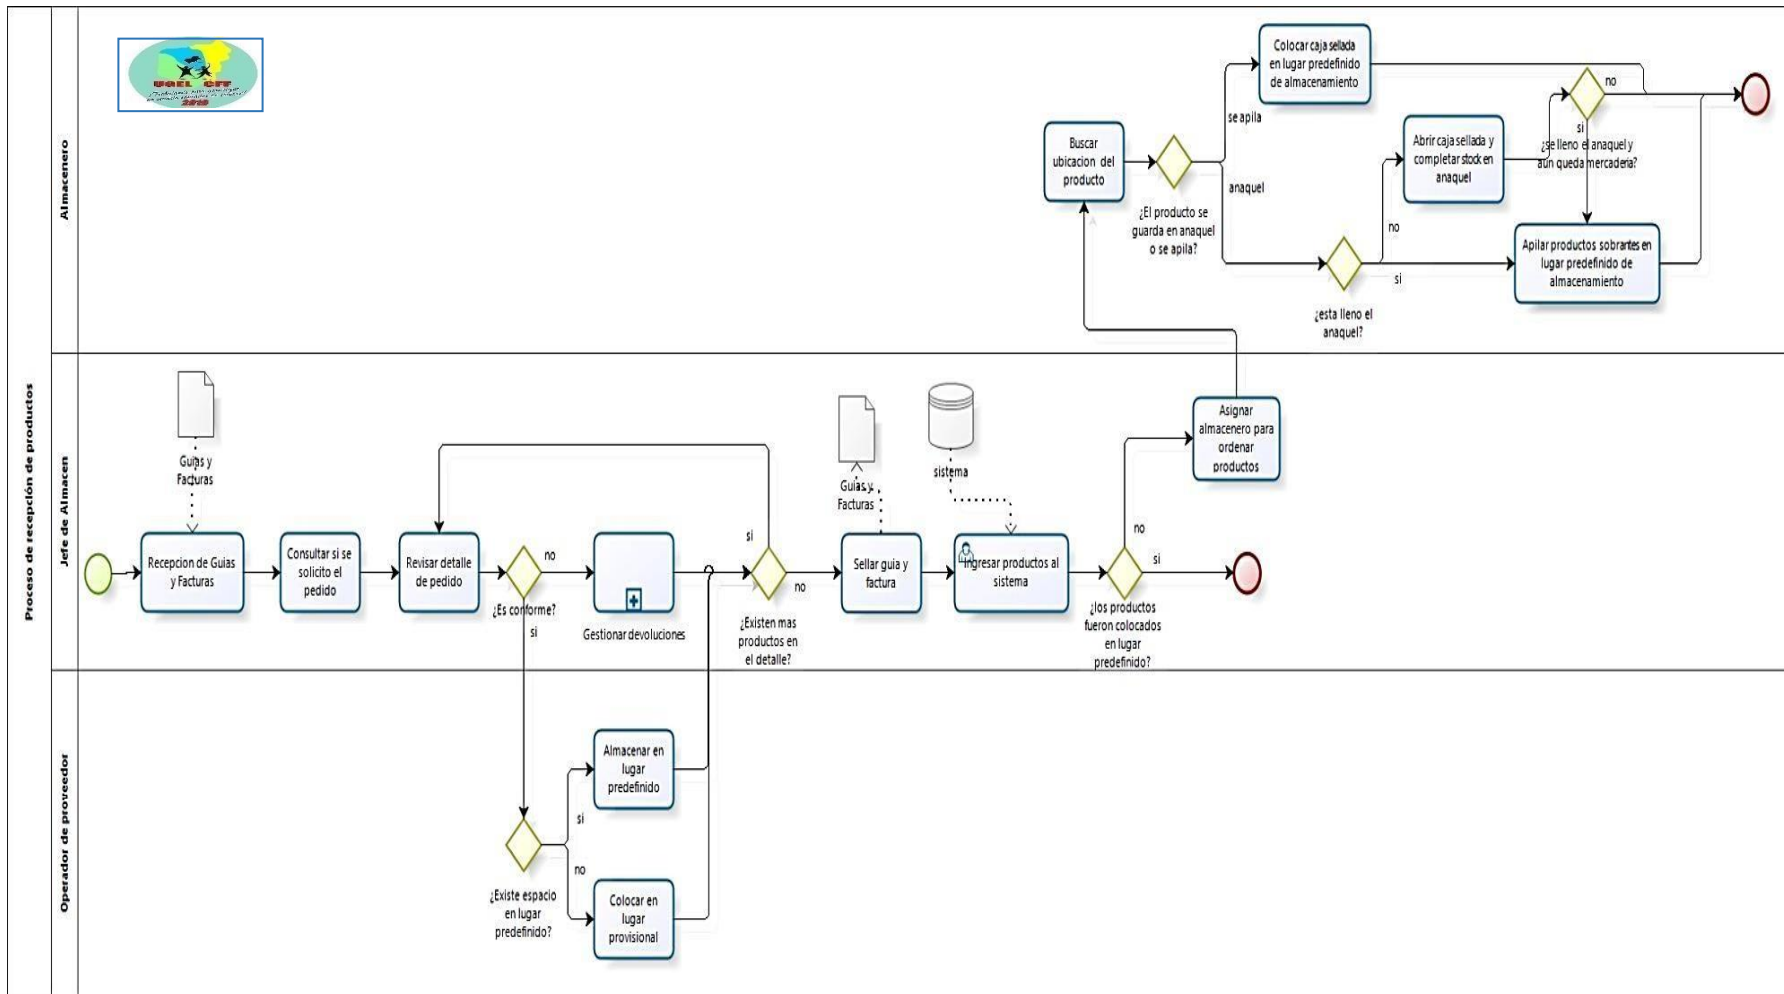 UGEL CFF
2019
Proceso de recepción de productos
Almacenero
Colocar caja sellada
en lugar predefinido
de almacenamiento
no
se apila
Buscar
ubicacion del
producto
Abrir caja sellada y
completar stock en
anaquel
si
¿se lleno el anaquel y
aun queda mercaderia?
anaquel
¿El producto se
guarda en anaquel
o se apila?
no
Apilar productos sobrantes en
lugar predefinido de
almacenamiento
si
¿esta lleno el
anaquel?
Jefe de Almacen
Guias y
Facturas
Guias y
Facturas
sistema
Asignar
almacenero para
ordenar
productos
Recepcion de Guias
y Facturas
Consultar si se
solicito el
pedido
Revisar detalle
de pedido
no
¿Es conforme?
si
Gestionar devoluciones
si
no
¿Existen mas
productos en
el detalle?
Sellar guia y
factura
Ingresar productos al
sistema
no
si
¿los productos
fueron colocados
en lugar
predefinido?
Operador de proveedor
Almacenar en
lugar
predefinido
si
no
¿Existe espacio
en lugar
predefinido?
Colocar en
lugar
provisional